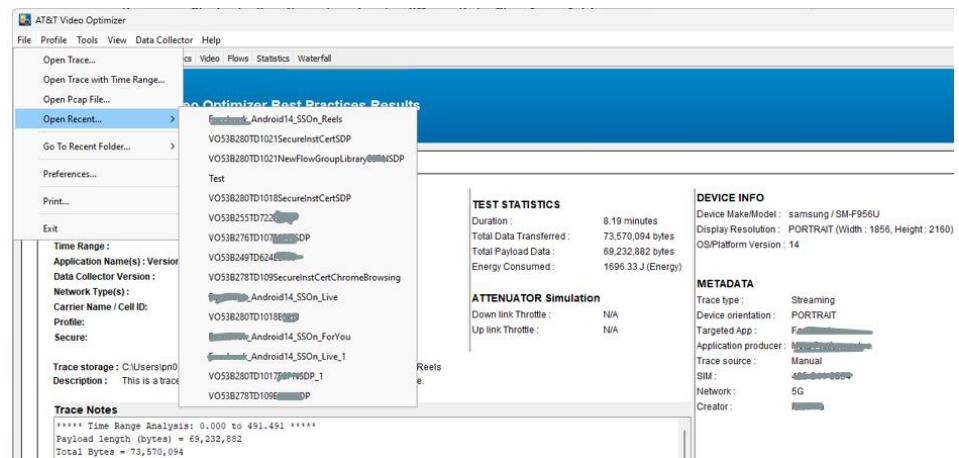 AT&T Video Optimizer
File Profile Tools View Data Collector Help
Open Trace...
cs Video Flows Statistics Waterfall
Open Trace with Time Range...
Open Pcap File...
Optimizer Best Practices Results
Open Recent... >
Go To Recent Folder... >
Preferences...
Print...
Exit
_Android14_SSOn_Reels
VO53B280TD1021SecureInstCertSDP
VO53B280TD1021NewFlowGroupLibrary SDP
Test
VO53B280TD1018SecureInstCertSDP
VO53B255TD722
VO53B276TD107 SDP
VO53B249TD624
VO53B278TD109SecureInstCertChromeBrowsing
_Android14_SSOn_Live
VO53B280TD1018
_Android14_SSOn_ForYou
_Android14_SSOn_Live_1
VO53B280TD1017 SDP_1
VO53B278TD109 DP
Time Range :
Application Name(s) : Version
Data Collector Version :
Network Type(s) :
Carrier Name / Cell ID:
Profile:
Secure:
Trace storage : C:\Users\pn0 Reels
Description : This is a trace e.
Trace Notes
***** Time Range Analysis: 0.000 to 491.491 *****
Payload length (bytes) = 69,232,882
Total Bytes = 73,570,094
TEST STATISTICS
Duration : 8.19 minutes
Total Data Transferred : 73,570,094 bytes
Total Payload Data : 69,232,882 bytes
Energy Consumed : 1696.33 J (Energy)
ATTENUATOR Simulation
Down link Throttle : N/A
Up link Throttle : N/A
DEVICE INFO
Device Make/Model : samsung / SM-F956U
Display Resolution : PORTRAIT (Width : 1856, Height : 2160)
OS/Platform Version : 14
METADATA
Trace type : Streaming
Device orientation : PORTRAIT
Targeted App :
Application producer :
Trace source : Manual
SIM :
Network : 5G
Creator :